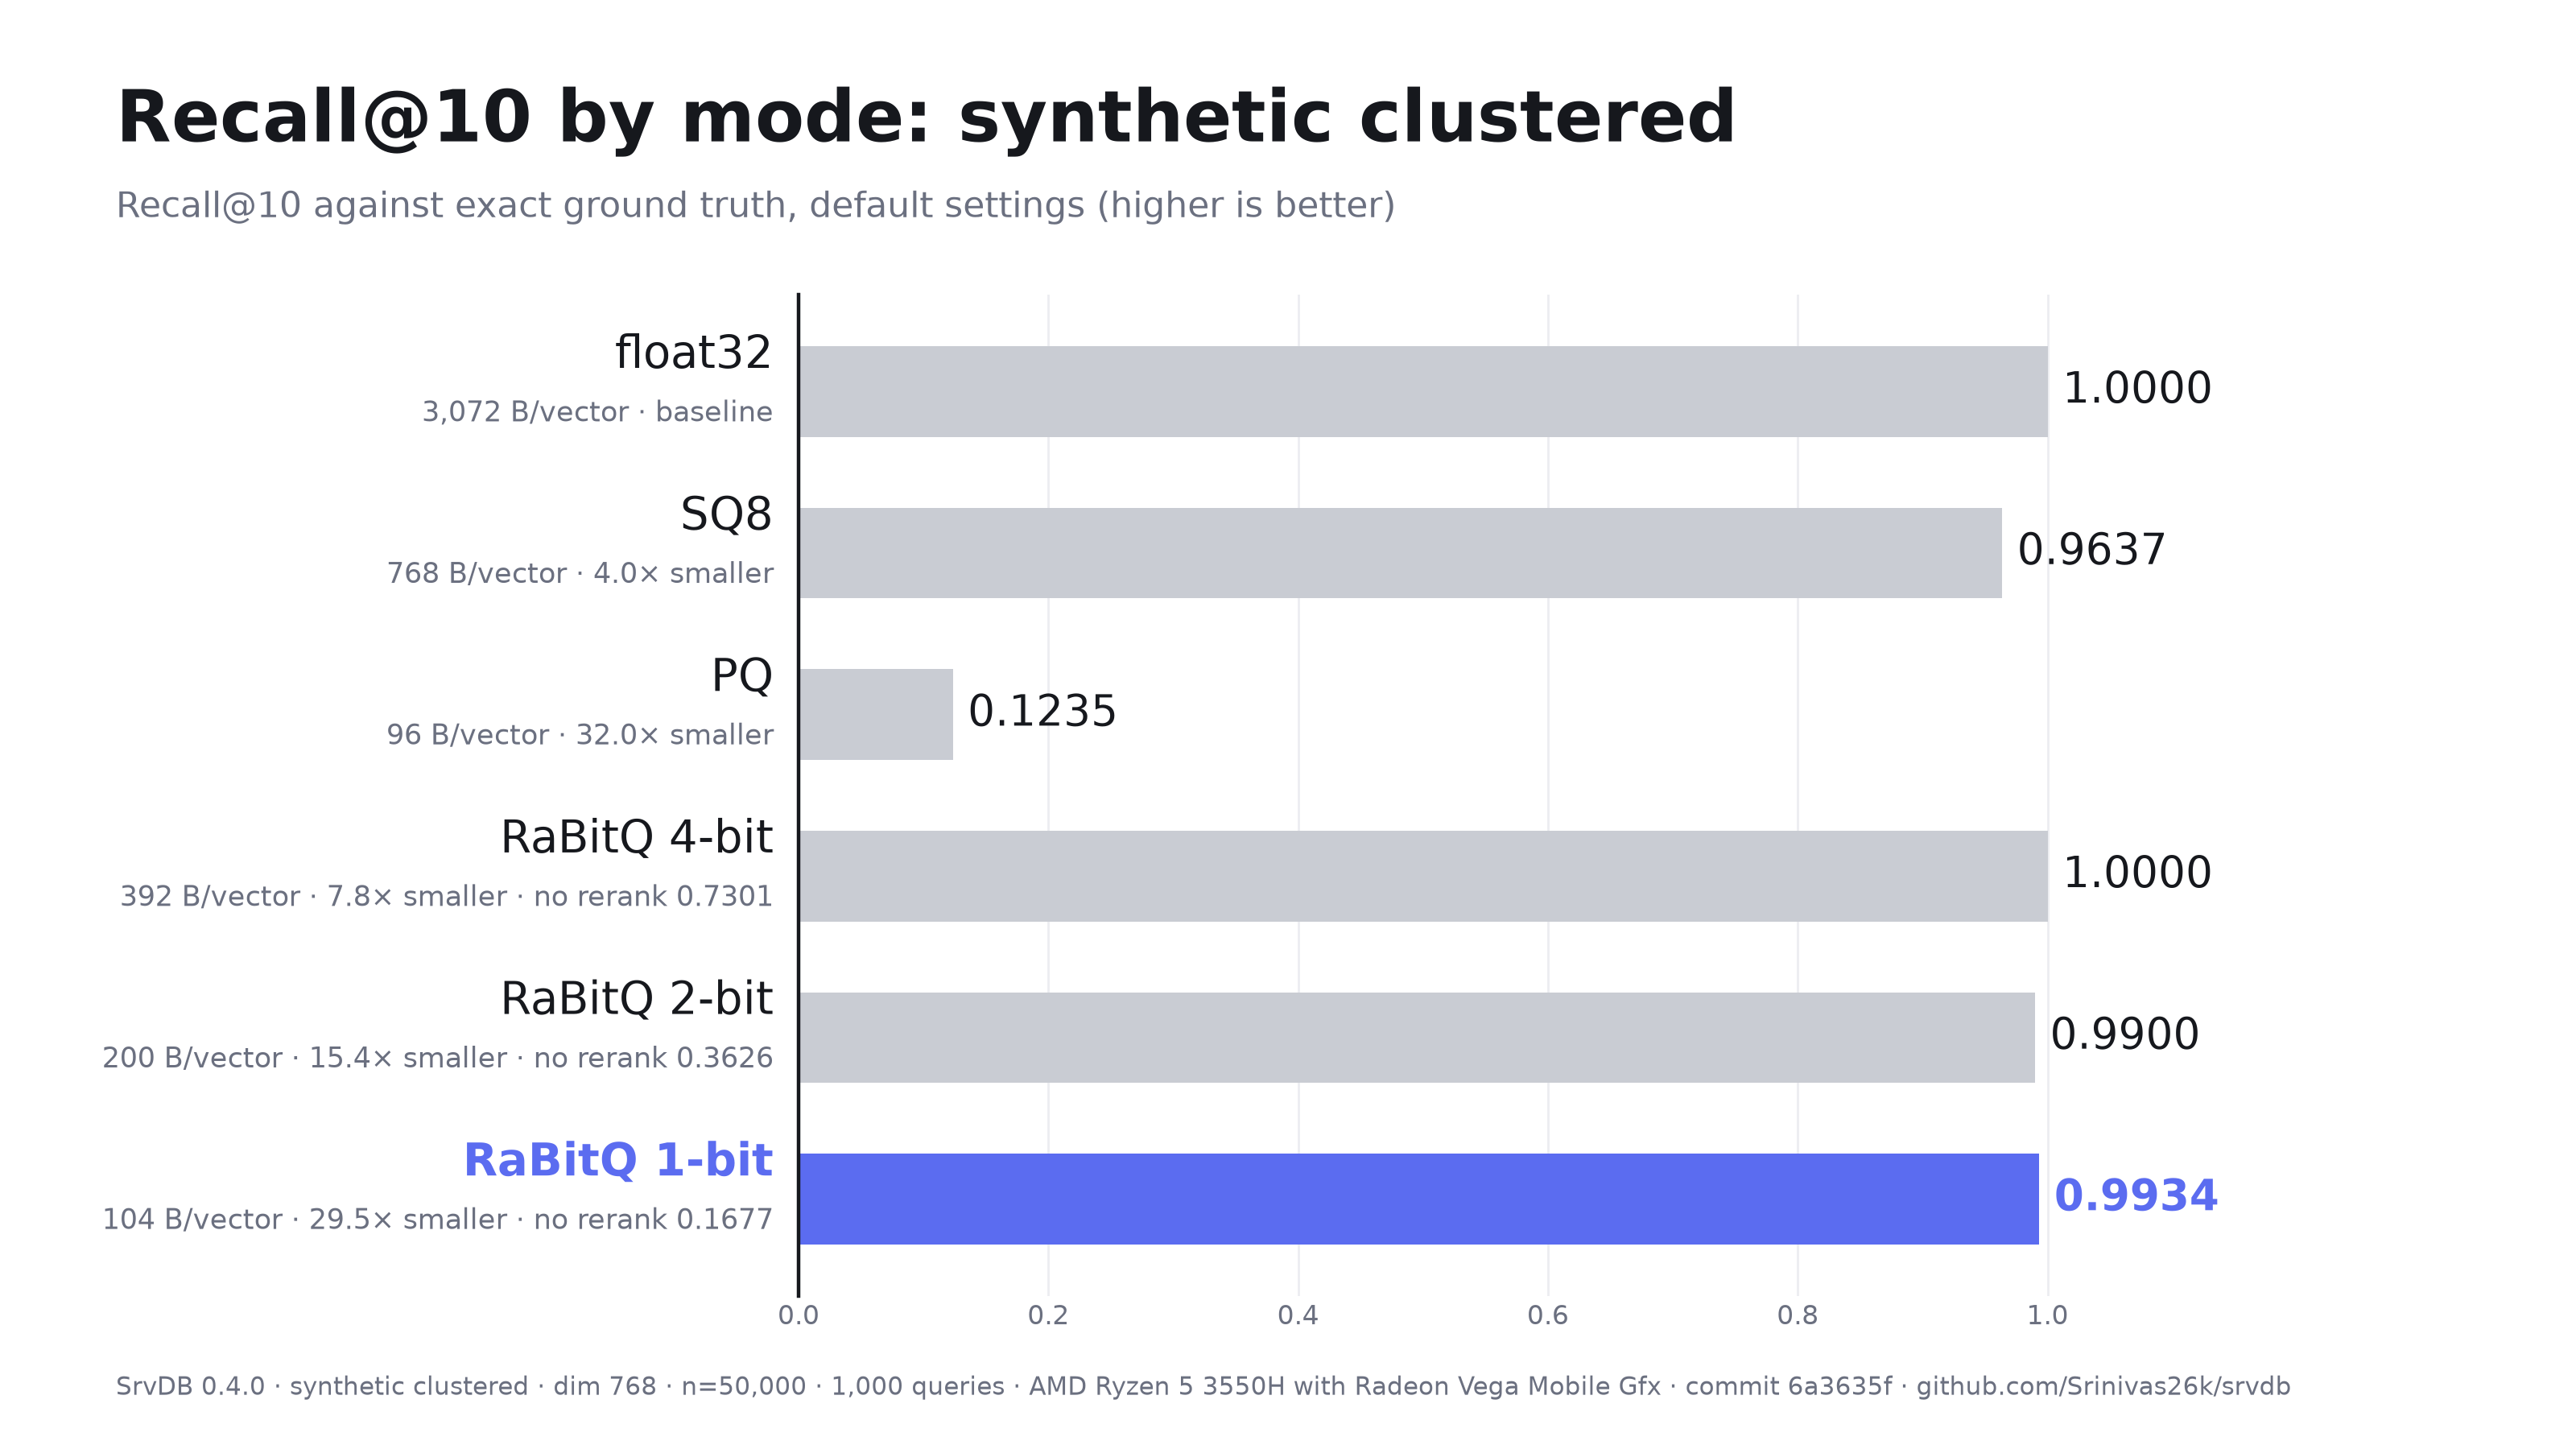 Recall@10 by mode: synthetic clustered
Recall@10 against exact ground truth, default settings (higher is better)
float32
3,072 B/vector · baseline
1.0000
SQ8
768 B/vector · 4.0× smaller
0.9637
PQ
96 B/vector · 32.0× smaller
0.1235
RaBitQ 4-bit
392 B/vector · 7.8× smaller · no rerank 0.7301
1.0000
RaBitQ 2-bit
200 B/vector · 15.4× smaller · no rerank 0.3626
0.9900
RaBitQ 1-bit
104 B/vector · 29.5× smaller · no rerank 0.1677
0.9934
0.0 0.2 0.4 0.6 0.8 1.0
SrvDB 0.4.0 · synthetic clustered · dim 768 · n=50,000 · 1,000 queries · AMD Ryzen 5 3550H with Radeon Vega Mobile Gfx · commit 6a3635f · github.com/Srinivas26k/srvdb